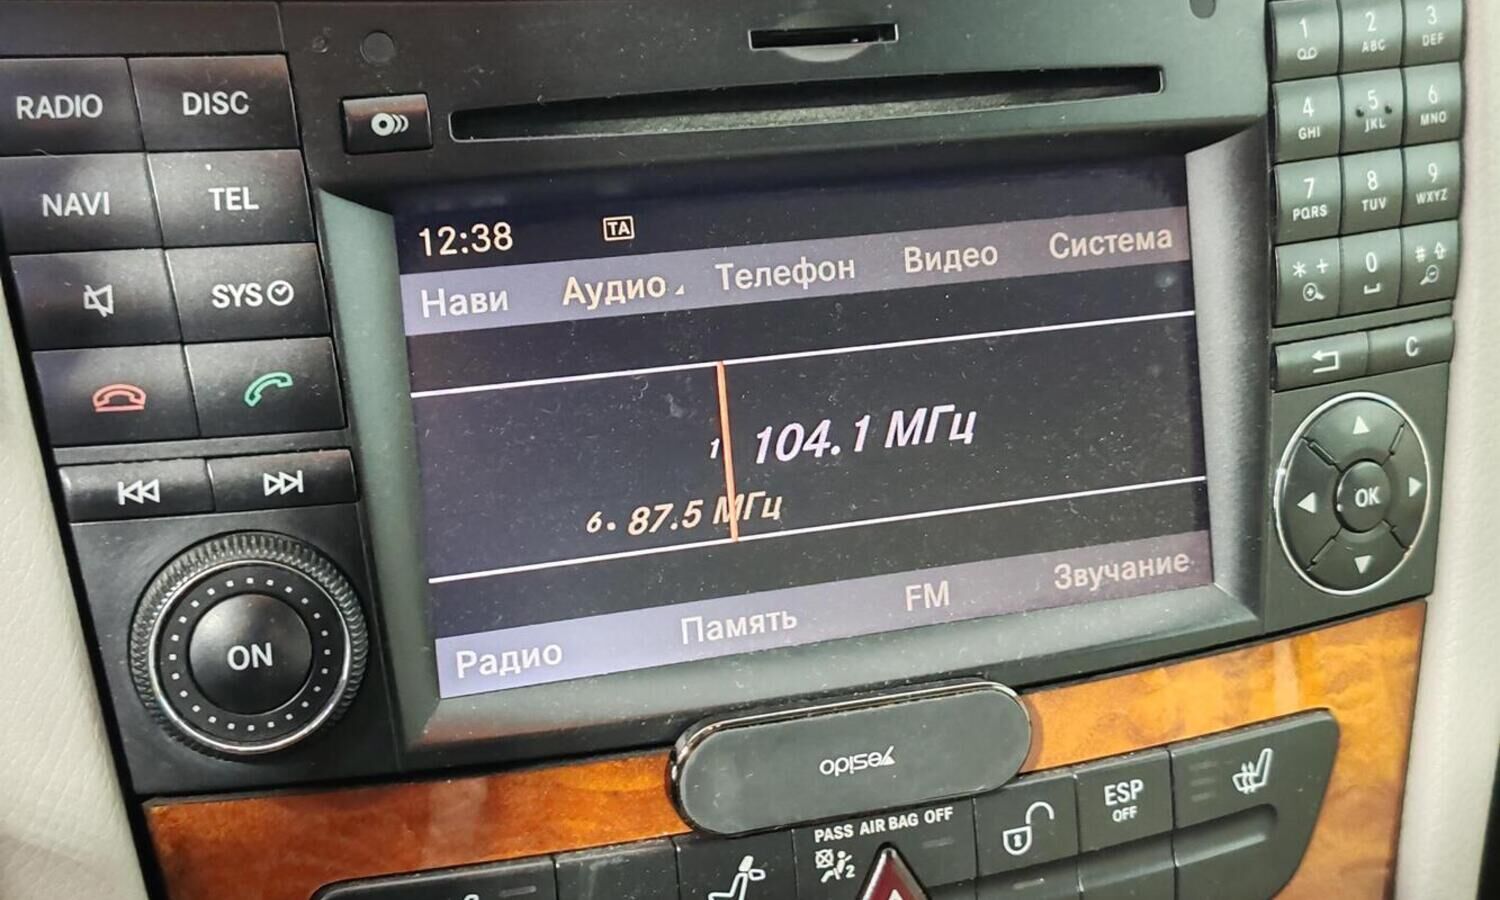 RADIO DISC
NAVI TEL
SYS
ON
12:38 TA
Нави Аудио Телефон Видео Система
1 104.1 МГц
6. 87.5 МГц
Радио Память FM Звучание
1 2 ABC 3 DEF
4 GHI 5 JKL 6 MNO
7 PQRS 8 TUV 9 WXYZ
* + 0 #
C
OK
Yesido
PASS AIR BAG OFF
2
ESP
OFF